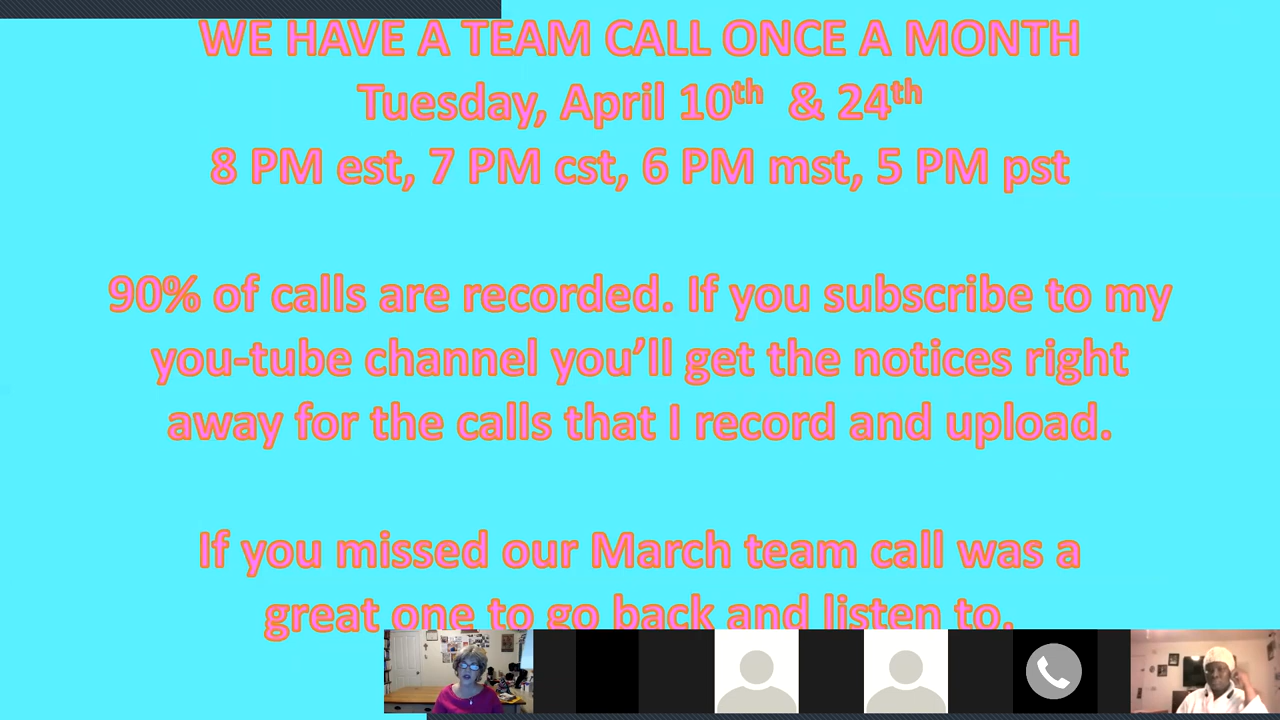 WE HAVE A TEAM CALL ONCE A MONTH
Tuesday, April 10th & 24th
8 PM est, 7 PM cst, 6 PM mst, 5 PM pst
90% of calls are recorded. If you subscribe to my
you-tube channel you’ll get the notices right
away for the calls that I record and upload.
If you missed our March team call was a
great one to go back and listen to.